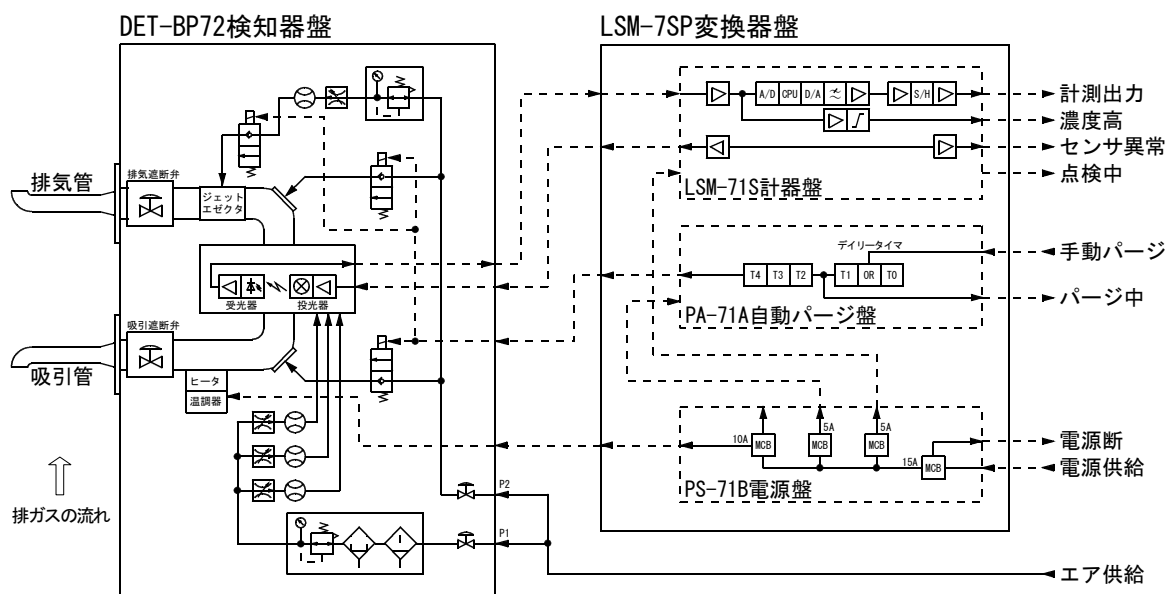 DET-BP72検知器盤
LSM-7SP変換器盤
A/D CPU D/A
S/H
計測出力
濃度高
センサ異常
LSM-71S計器盤
点検中
排気管
排気遮断弁
ジェット
エゼクタ
受光器
投光器
デイリータイマ
手動パージ
T4 T3 T2
T1 OR T0
パージ中
PA-71A自動パージ盤
吸引遮断弁
吸引管
ヒータ
温調器
10A
MCB
5A
MCB
5A
MCB
15A
MCB
電源断
電源供給
PS-71B電源盤
排ガスの流れ
P2
P1
エア供給